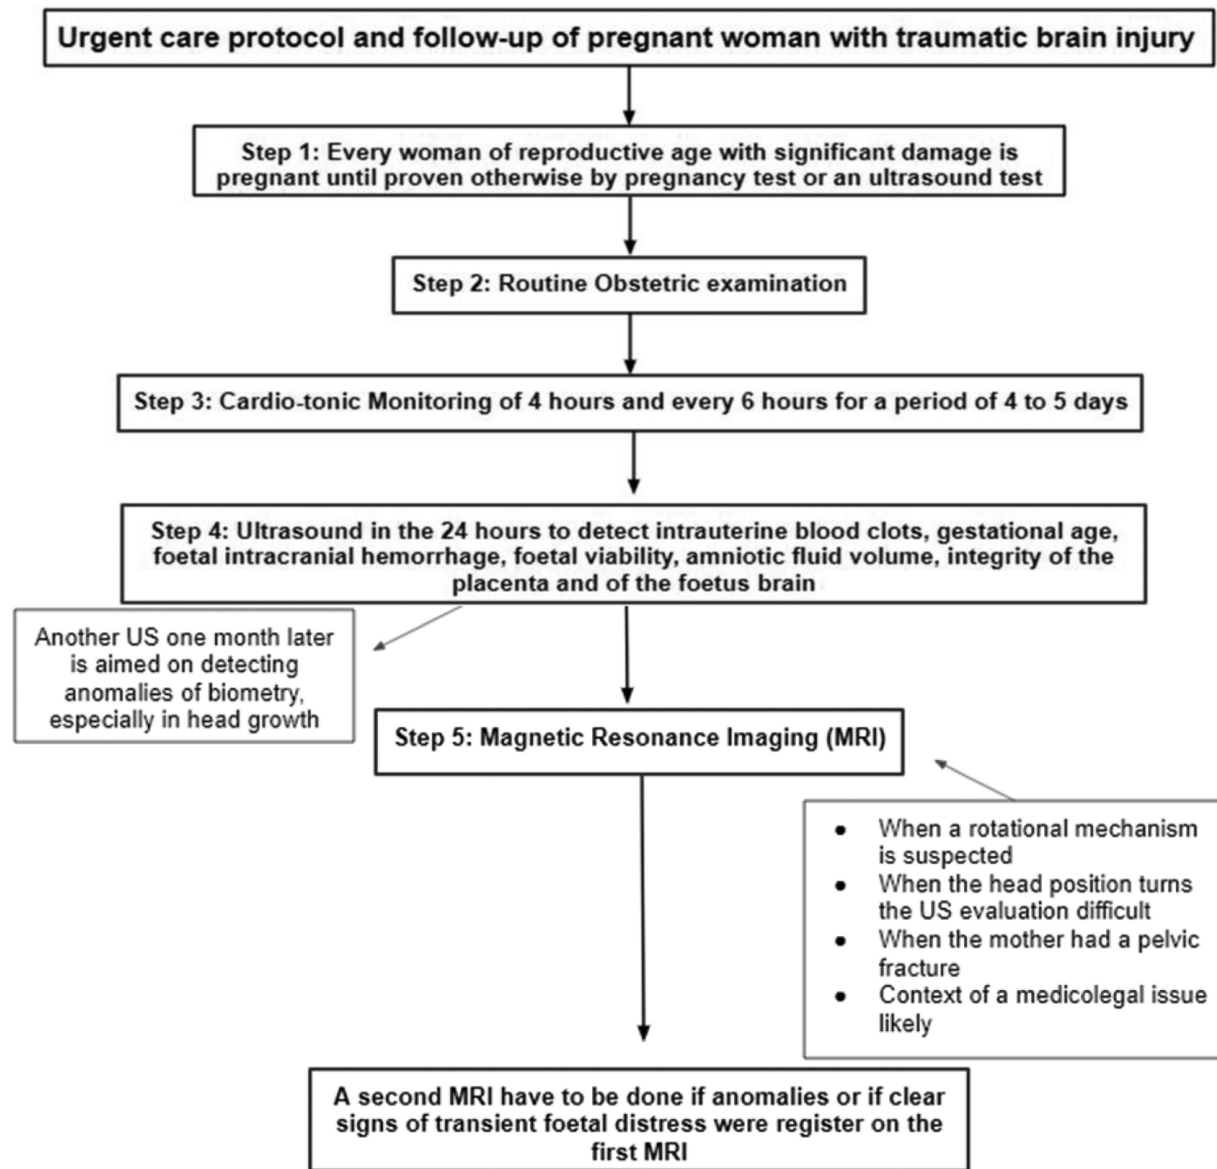 Urgent care protocol and follow-up of pregnant woman with traumatic brain injury
Step 1: Every woman of reproductive age with significant damage is
pregnant until proven otherwise by pregnancy test or an ultrasound test
Step 2: Routine Obstetric examination
Step 3: Cardio-tonic Monitoring of 4 hours and every 6 hours for a period of 4 to 5 days
Step 4: Ultrasound in the 24 hours to detect intrauterine blood clots, gestational age,
foetal intracranial hemorrhage, foetal viability, amniotic fluid volume, integrity of the
placenta and of the foetus brain
Another US one month later
is aimed on detecting
anomalies of biometry,
especially in head growth
Step 5: Magnetic Resonance Imaging (MRI)
● When a rotational mechanism
is suspected
● When the head position turns
the US evaluation difficult
● When the mother had a pelvic
fracture
● Context of a medicolegal issue
likely
A second MRI have to be done if anomalies or if clear
signs of transient foetal distress were register on the
first MRI